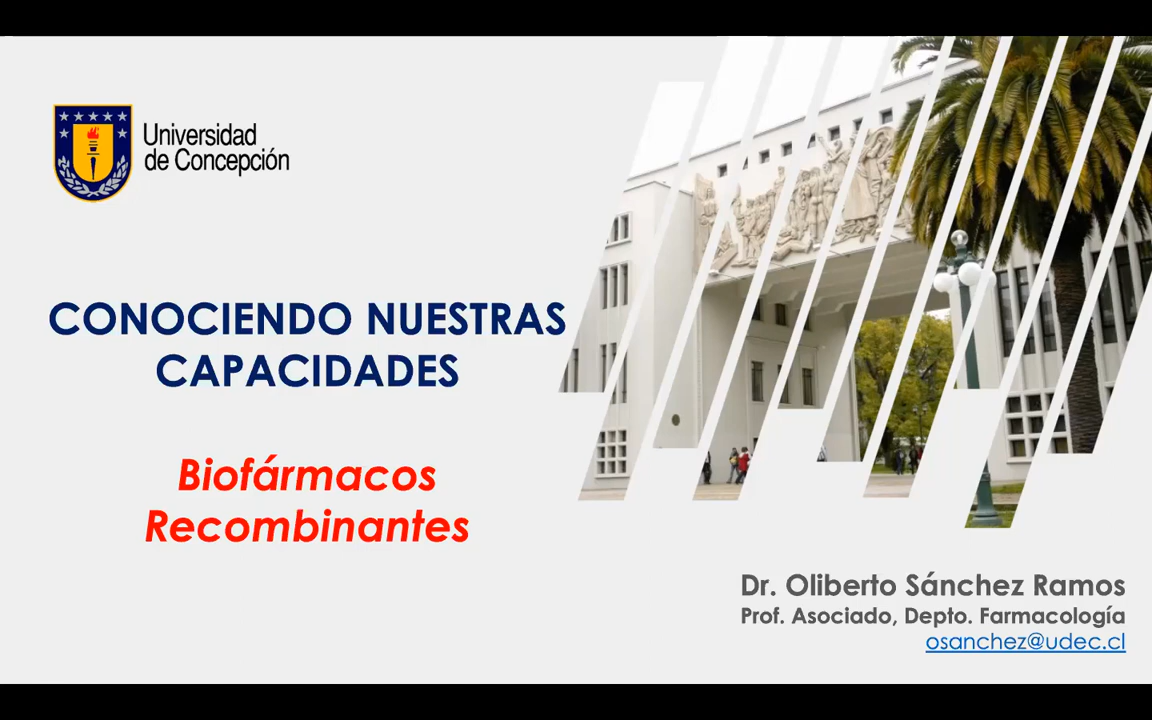 Universidad
de Concepción
CONOCIENDO NUESTRAS
CAPACIDADES
Biofármacos
Recombinantes
Dr. Oliberto Sánchez Ramos
Prof. Asociado, Depto. Farmacología
osanchez@udec.cl